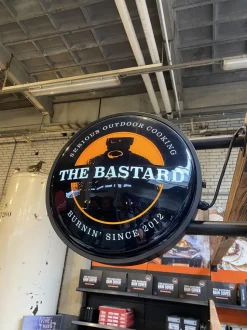 SERIOUS OUTDOOR COOKING
THE BASTARD
BURNIN' SINCE 2012